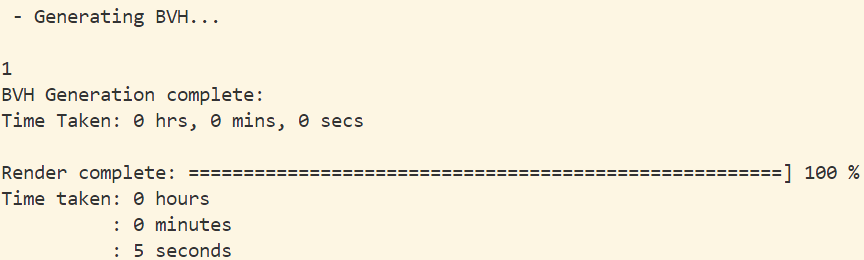 - Generating BVH...
1
BVH Generation complete:
Time Taken: 0 hrs, 0 mins, 0 secs
Render complete: ======================================================] 100 %
Time taken: 0 hours
: 0 minutes
: 5 seconds